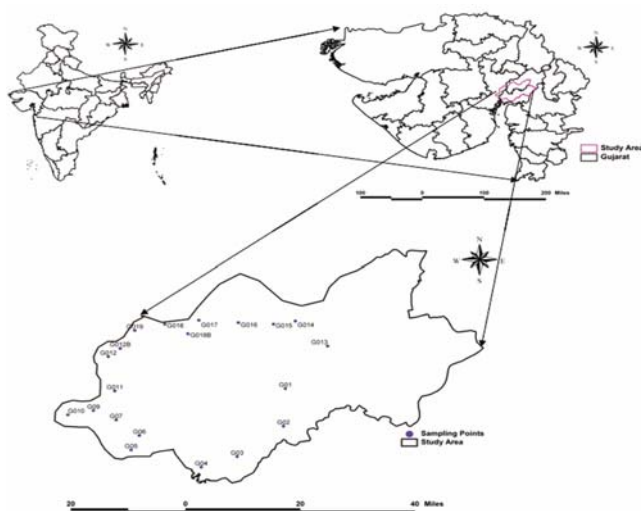 N
W E
S
N
W E
S
Study Area
Gujarat
100 0 100 200 Miles
N
W E
S
G019
G018
G017
G016
G015
G014
G018B
G013
G012B
G012
G011
G01
G010
G09
G07
G02
G06
G05
G03
G04
Sampling Points
Study Area
20 0 20 40 Miles